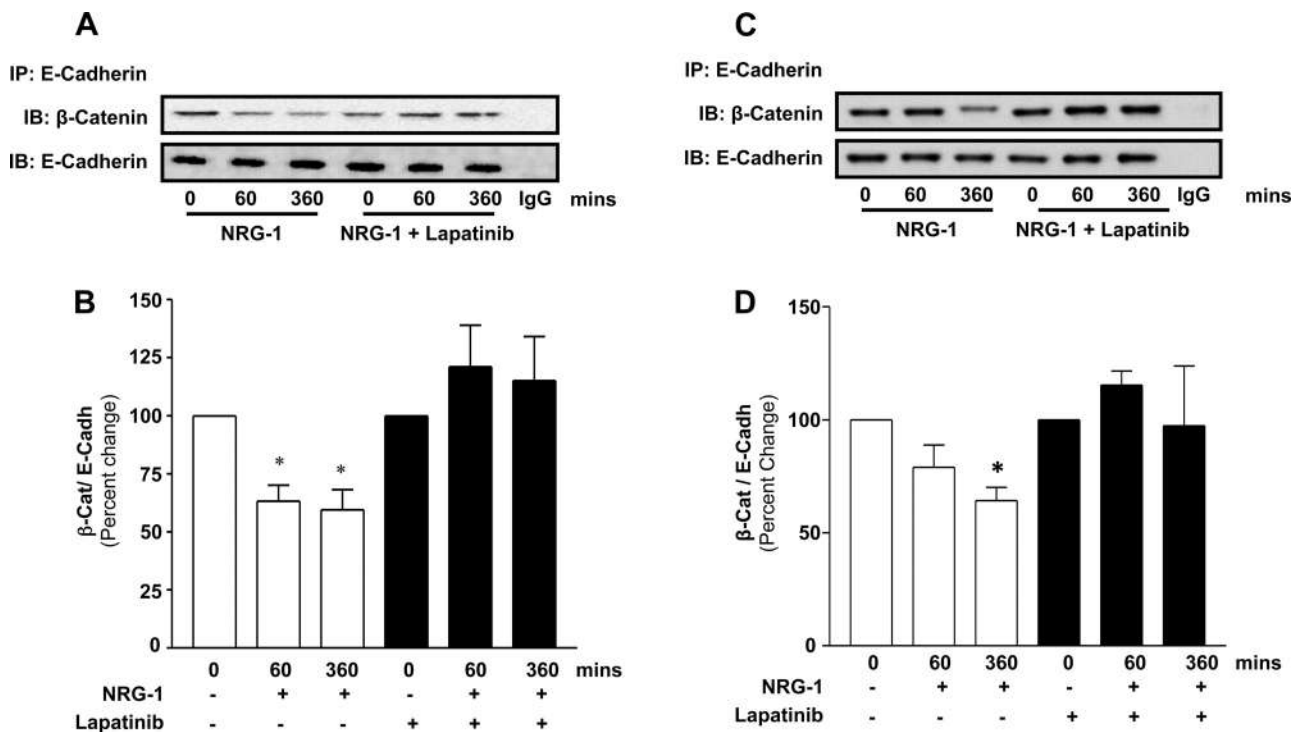 A
IP: E-Cadherin
IB: β-Catenin
IB: E-Cadherin
0 60 360 0 60 360 IgG mins
NRG-1 NRG-1 + Lapatinib
B
150
125
100
75
50
25
0
β-Cat/ E-Cadh
(Percent change)
* *
0 60 360 0 60 360 mins
NRG-1 - + + - + +
Lapatinib - - - + + +
C
IP: E-Cadherin
IB: β-Catenin
IB: E-Cadherin
0 60 360 0 60 360 IgG mins
NRG-1 NRG-1 + Lapatinib
D
150
100
50
0
β-Cat / E-Cadh
(Percent Change)
*
0 60 360 0 60 360 mins
NRG-1 - + + - + +
Lapatinib - - - + + +